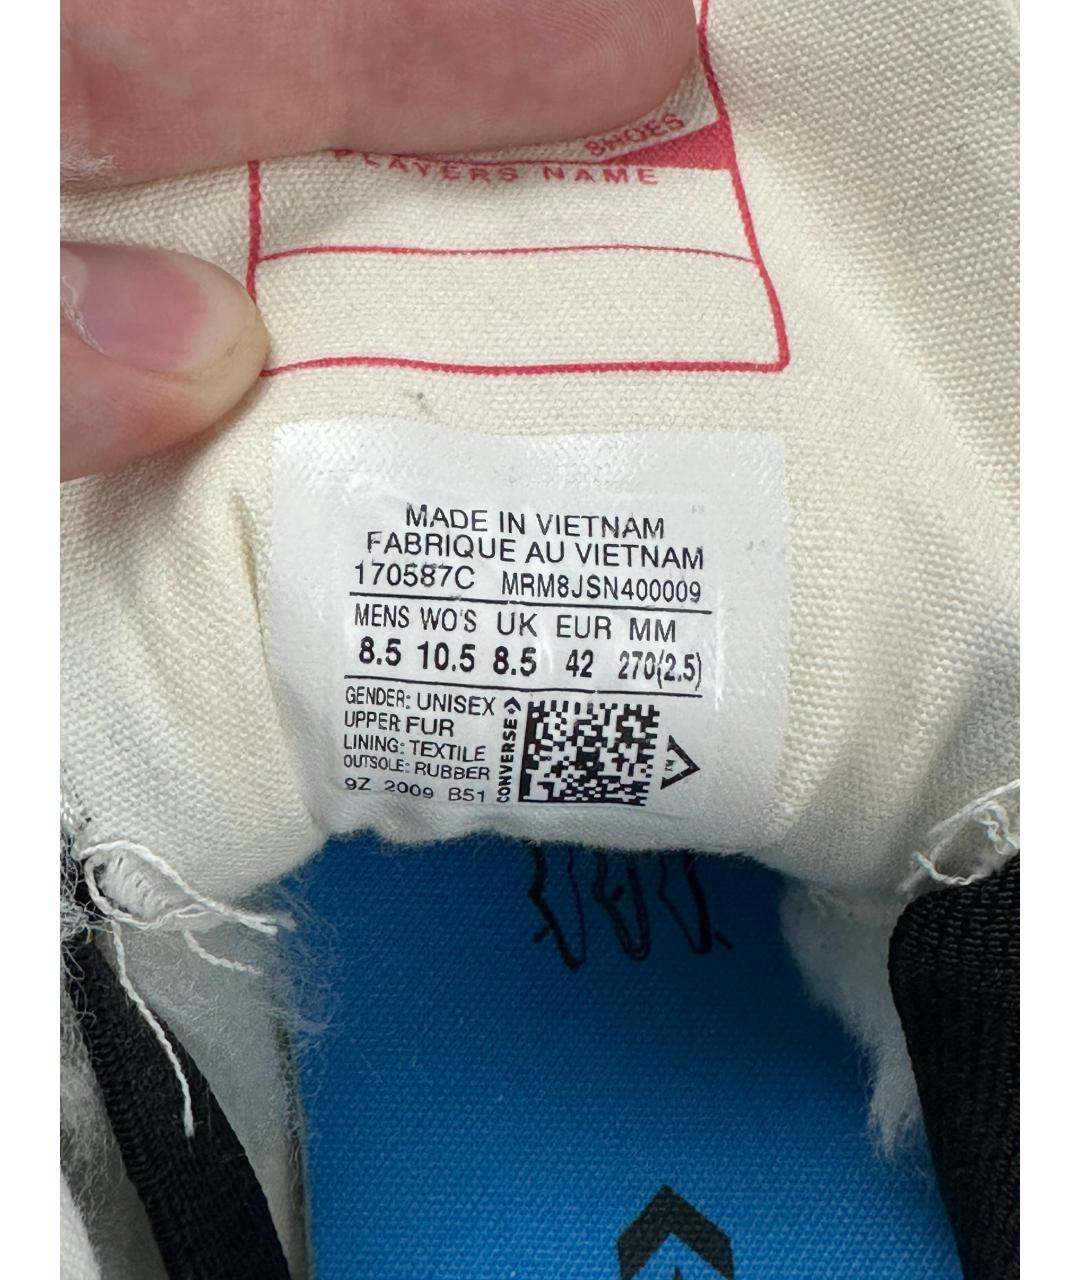 SHOES
PLAYERS NAME
MADE IN VIETNAM
FABRIQUE AU VIETNAM
170587C MRM8JSN400009
MENS WO'S UK EUR MM
8.5 10.5 8.5 42 270(2.5)
GENDER: UNISEX
UPPER: FUR
LINING: TEXTILE
OUTSOLE: RUBBER
9Z 2009 B51
CONVERSE
TM